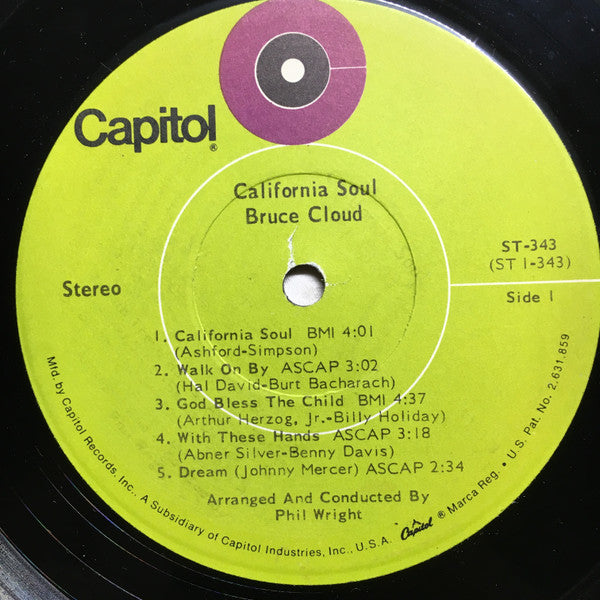 Capitol®
California Soul
Bruce Cloud
ST-343
(ST 1-343)
Stereo
Side 1
1. California Soul BMI 4:01
(Ashford-Simpson)
2. Walk On By ASCAP 3:02
(Hal David-Burt Bacharach)
3. God Bless The Child BMI 4:37
(Arthur Herzog, Jr.-Billy Holiday)
4. With These Hands ASCAP 3:18
(Abner Silver-Benny Davis)
5. Dream (Johnny Mercer) ASCAP 2:34
Arranged And Conducted By
Phil Wright
Mfd. by Capitol Records, Inc., A Subsidiary of Capitol Industries, Inc., U.S.A. "Capitol" ® Marca Reg. • U.S. Pat. No. 2,631,859